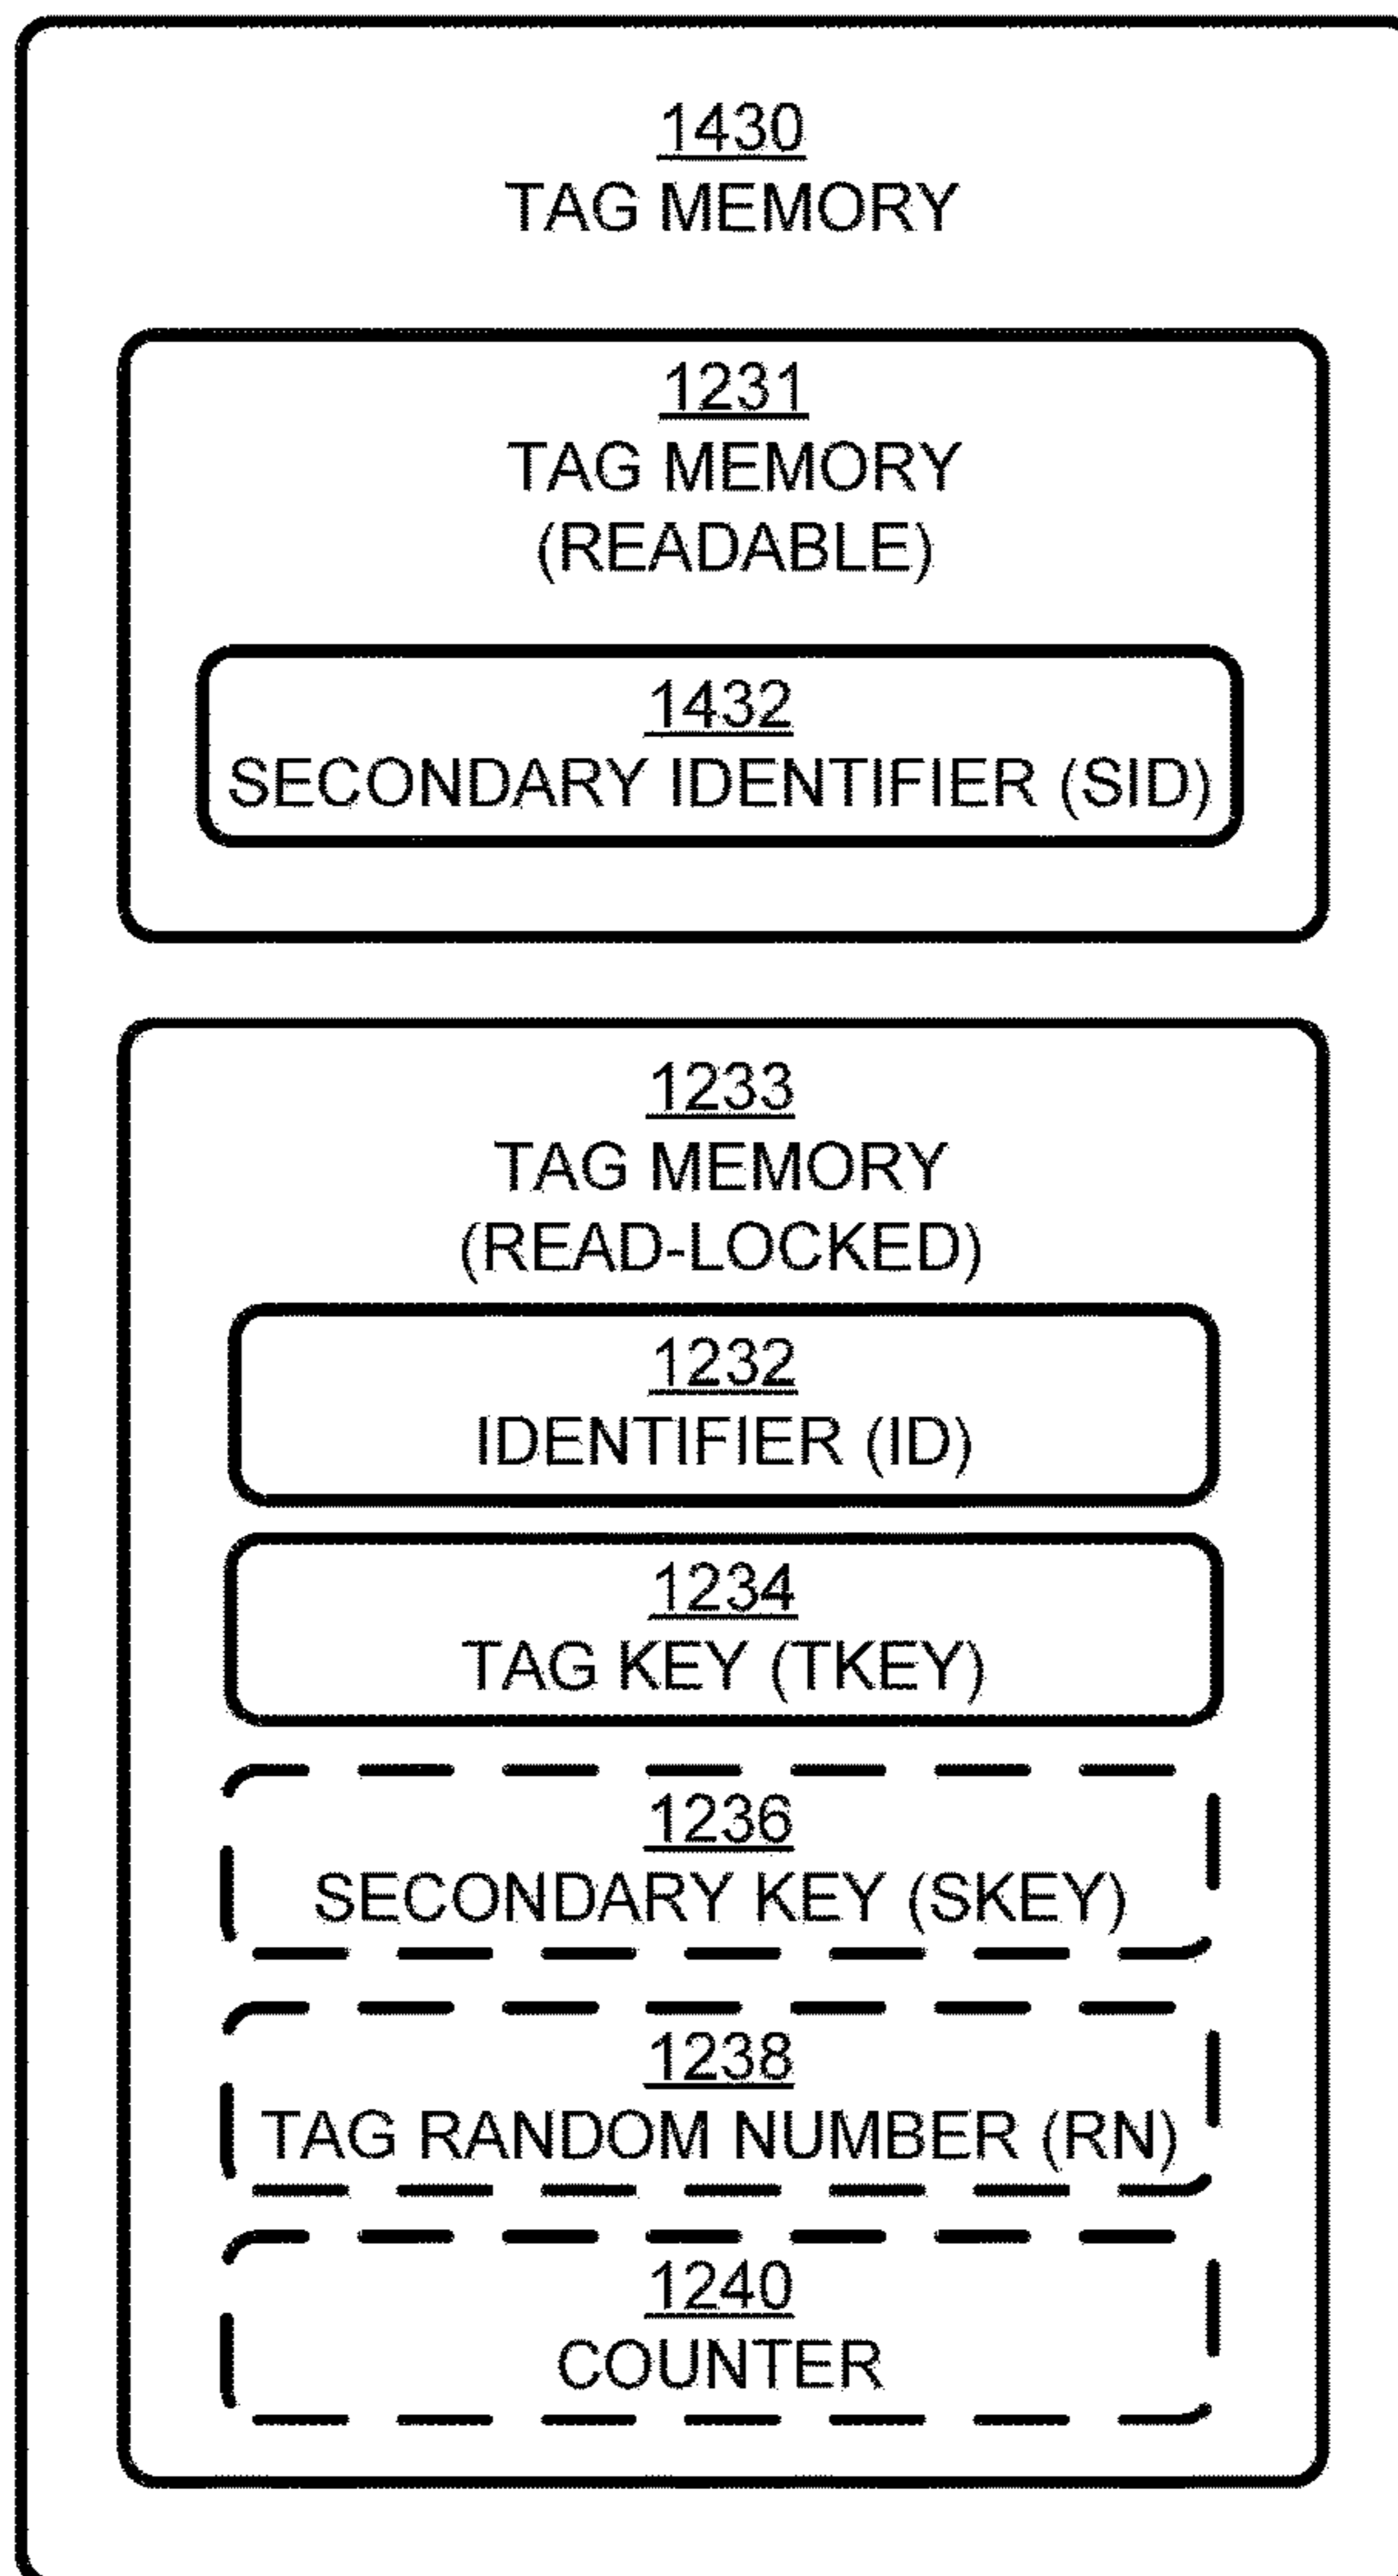 1430
TAG MEMORY
1231
TAG MEMORY
(READABLE)
1432
SECONDARY IDENTIFIER (SID)
1233
TAG MEMORY
(READ-LOCKED)
1232
IDENTIFIER (ID)
1234
TAG KEY (TKEY)
1236
SECONDARY KEY (SKEY)
1238
TAG RANDOM NUMBER (RN)
1240
COUNTER